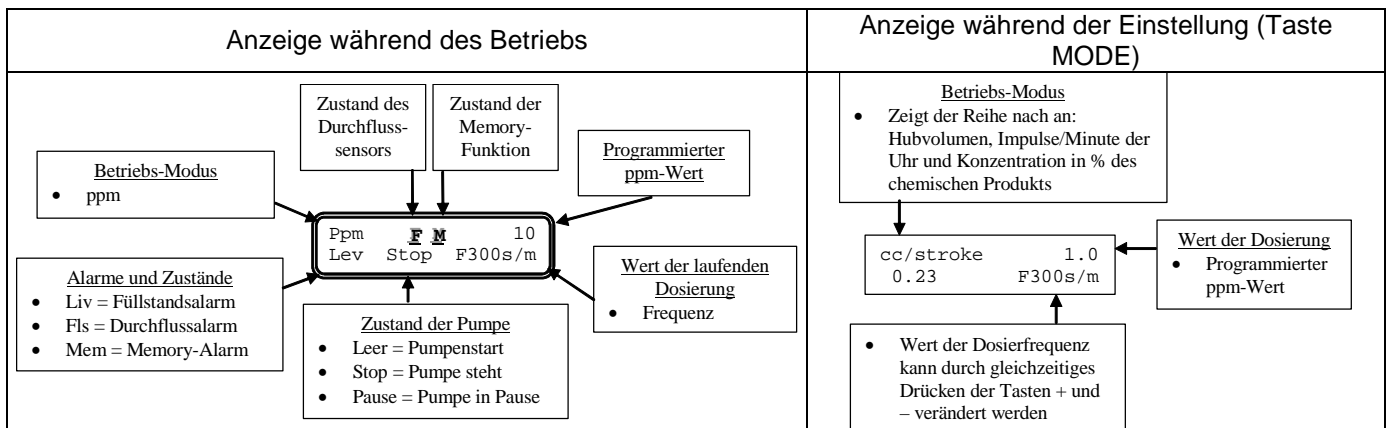 Anzeige während des Betriebs
Anzeige während der Einstellung (Taste
MODE)
Zustand des
Durchfluss-
sensors
Zustand der
Memory-
Funktion
Programmierter
ppm-Wert
Betriebs-Modus
• ppm
Ppm F M 10
Lev Stop F300s/m
Alarme und Zustände
• Liv = Füllstandsalarm
• Fls = Durchflussalarm
• Mem = Memory-Alarm
Zustand der Pumpe
• Leer = Pumpenstart
• Stop = Pumpe steht
• Pause = Pumpe in Pause
Wert der laufenden
Dosierung
• Frequenz
Betriebs-Modus
• Zeigt der Reihe nach an:
Hubvolumen, Impulse/Minute der
Uhr und Konzentration in % des
chemischen Produkts
cc/stroke 1.0
0.23 F300s/m
Wert der Dosierung
• Programmierter
ppm-Wert
• Wert der Dosierfrequenz
kann durch gleichzeitiges
Drücken der Tasten + und
– verändert werden